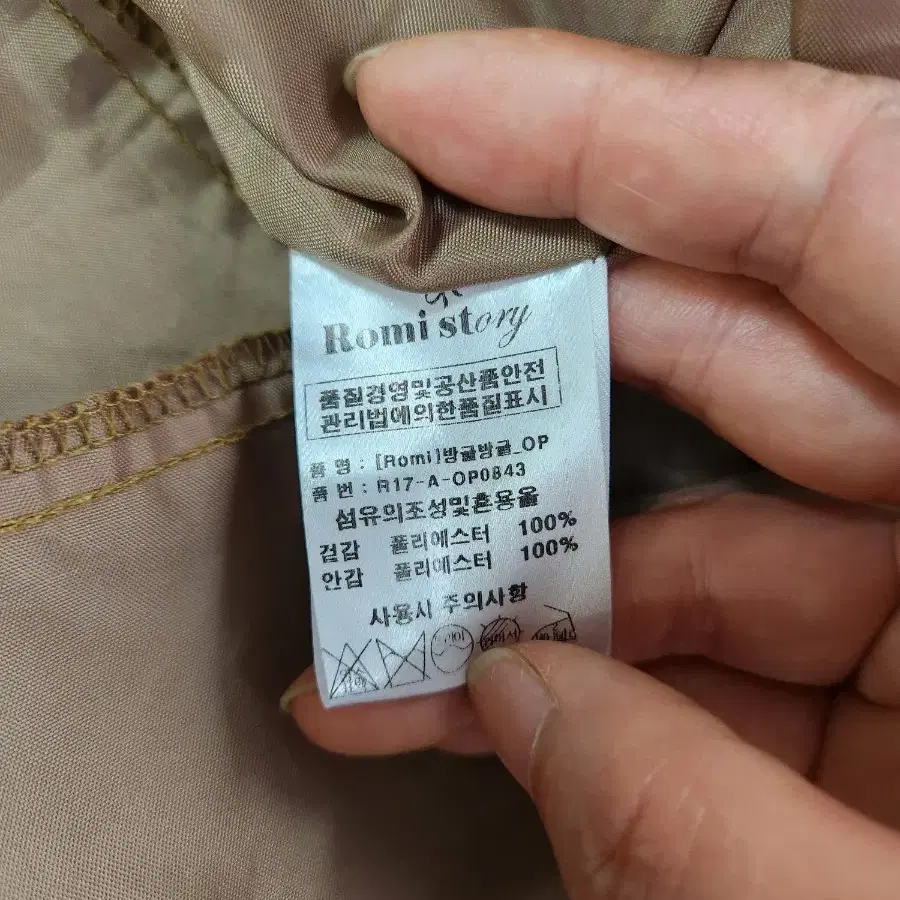 Romi story
품질경영및공산품안전
관리법에의한품질표시
품 명 : [Romi]방글방글_OP
품 번 : R17-A-OP0843
섬유의조성및혼용율
겉감 폴리에스터 100%
안감 폴리에스터 100%
사용시 주의사항
드라이